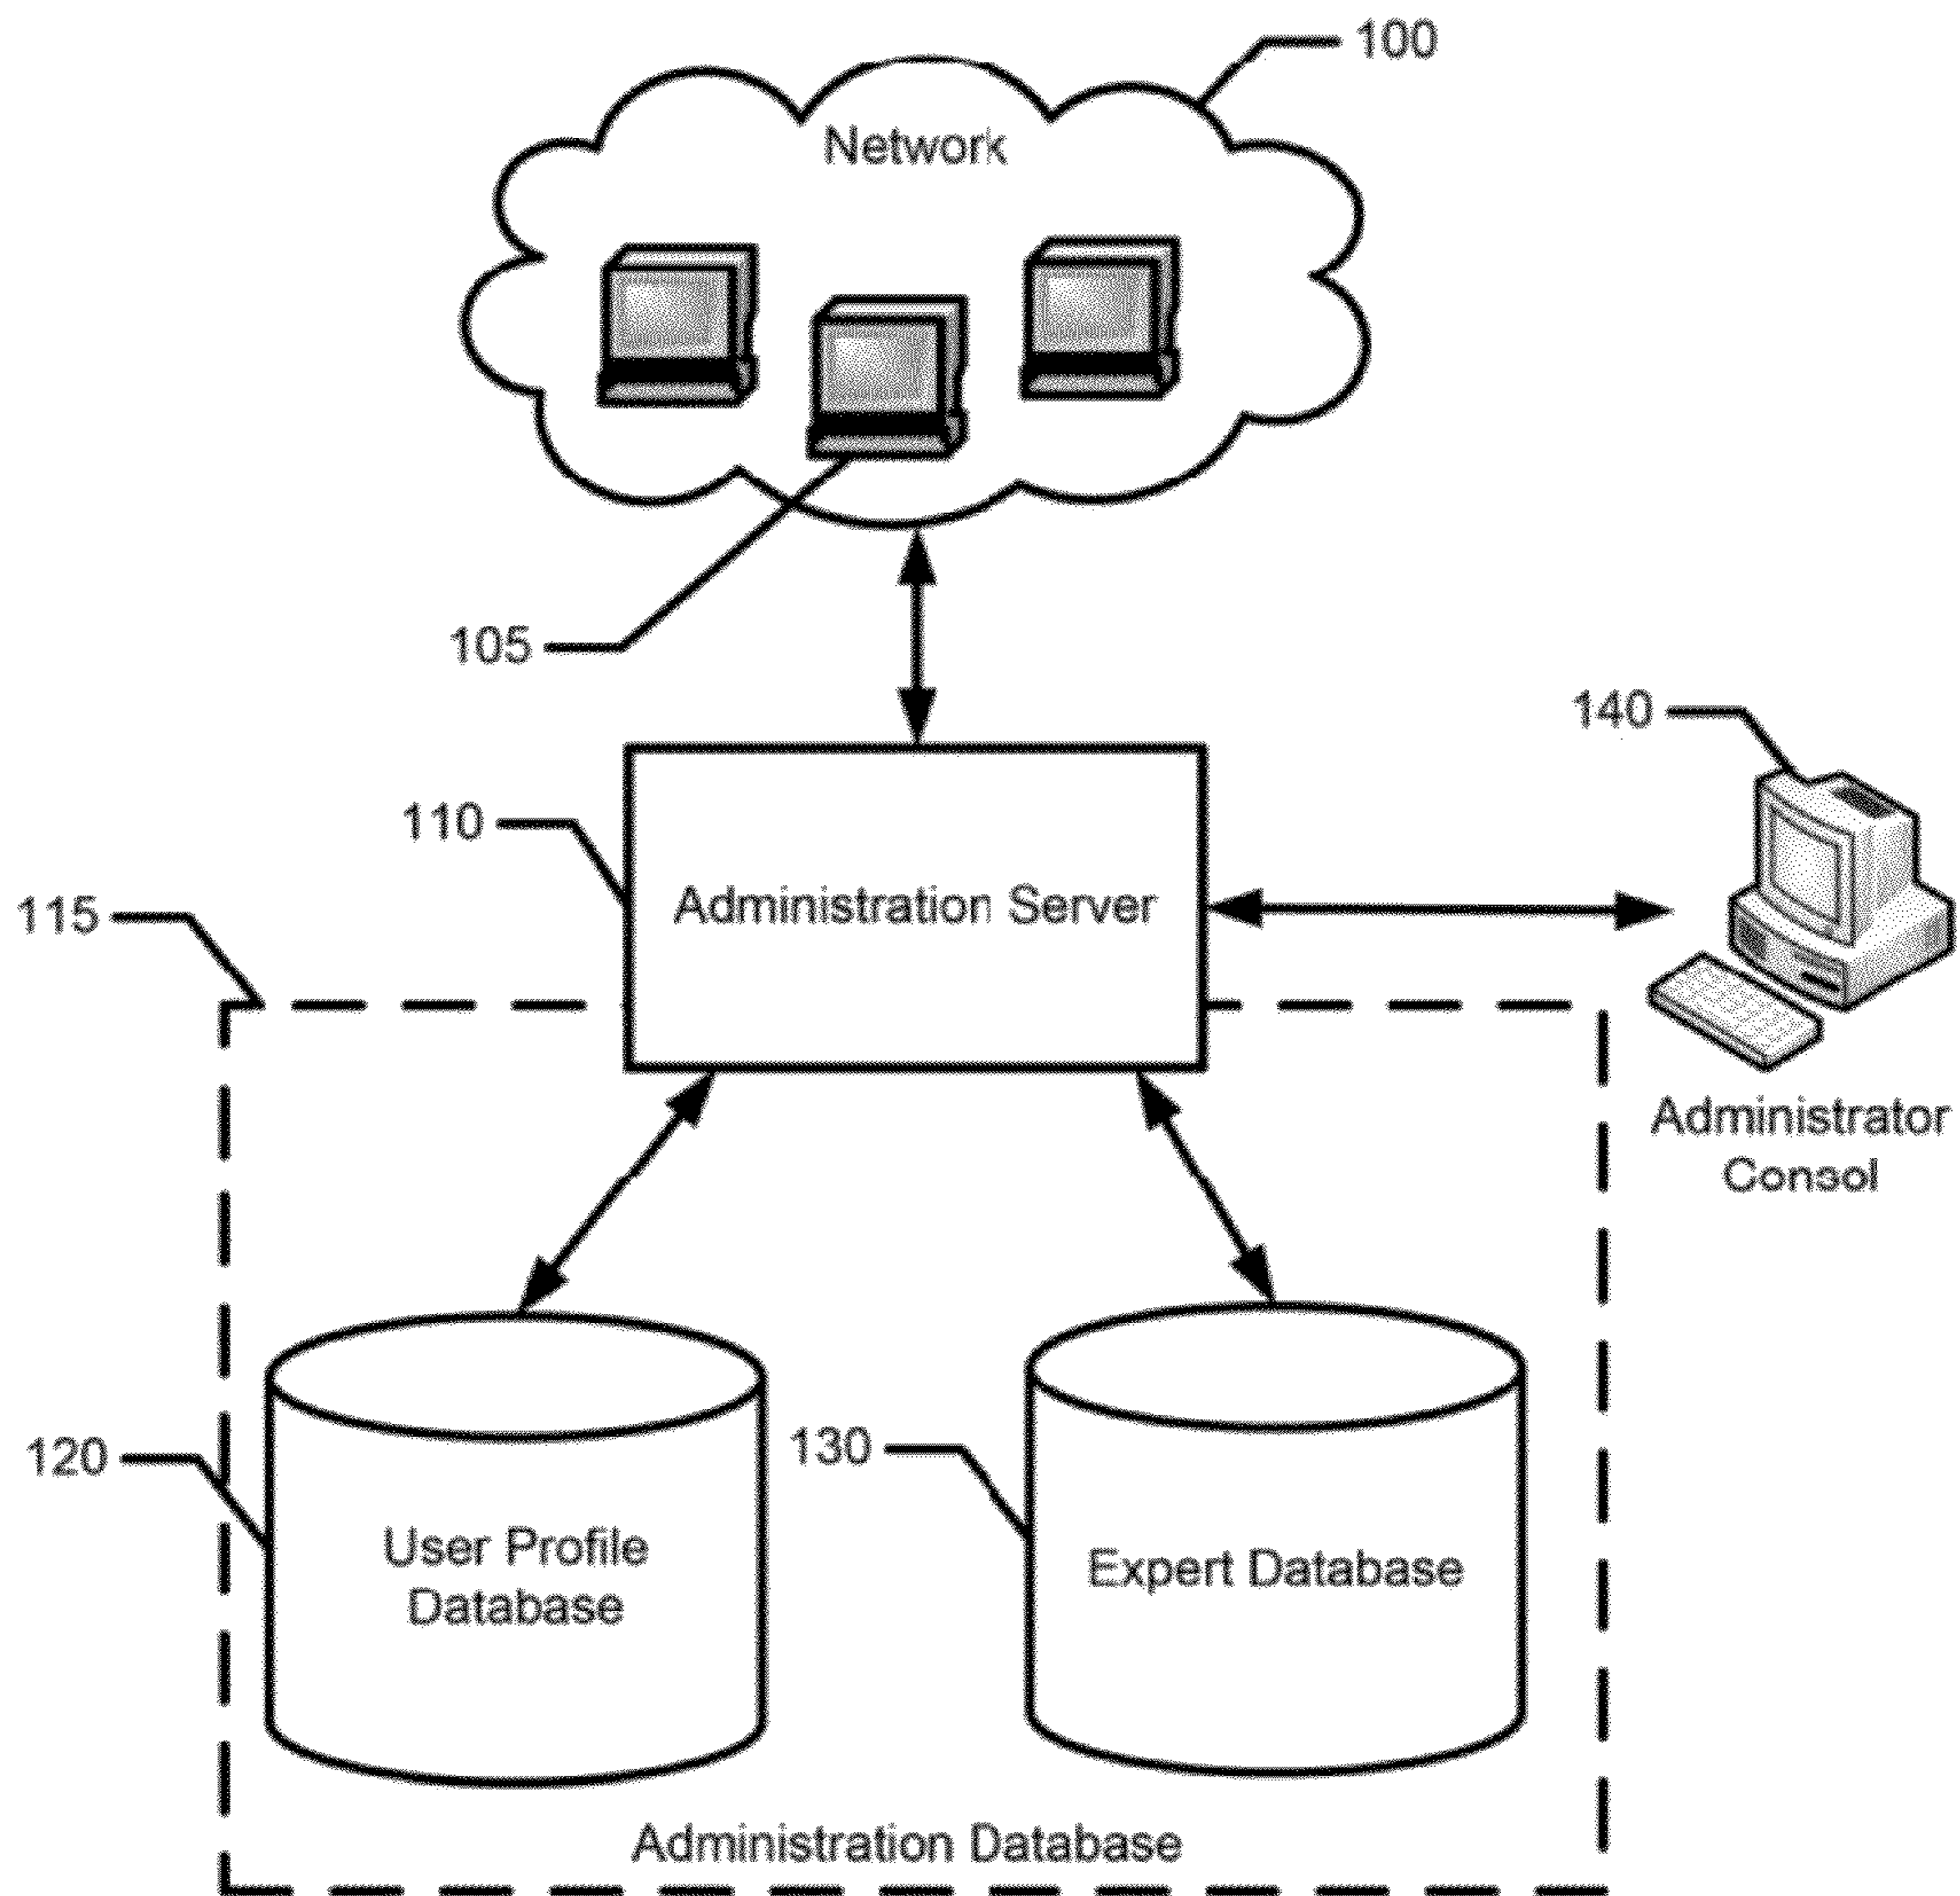 100
Network
105
140
110
Administration Server
115
Administrator
Consol
120
130
User Profile
Database
Expert Database
Administration Database